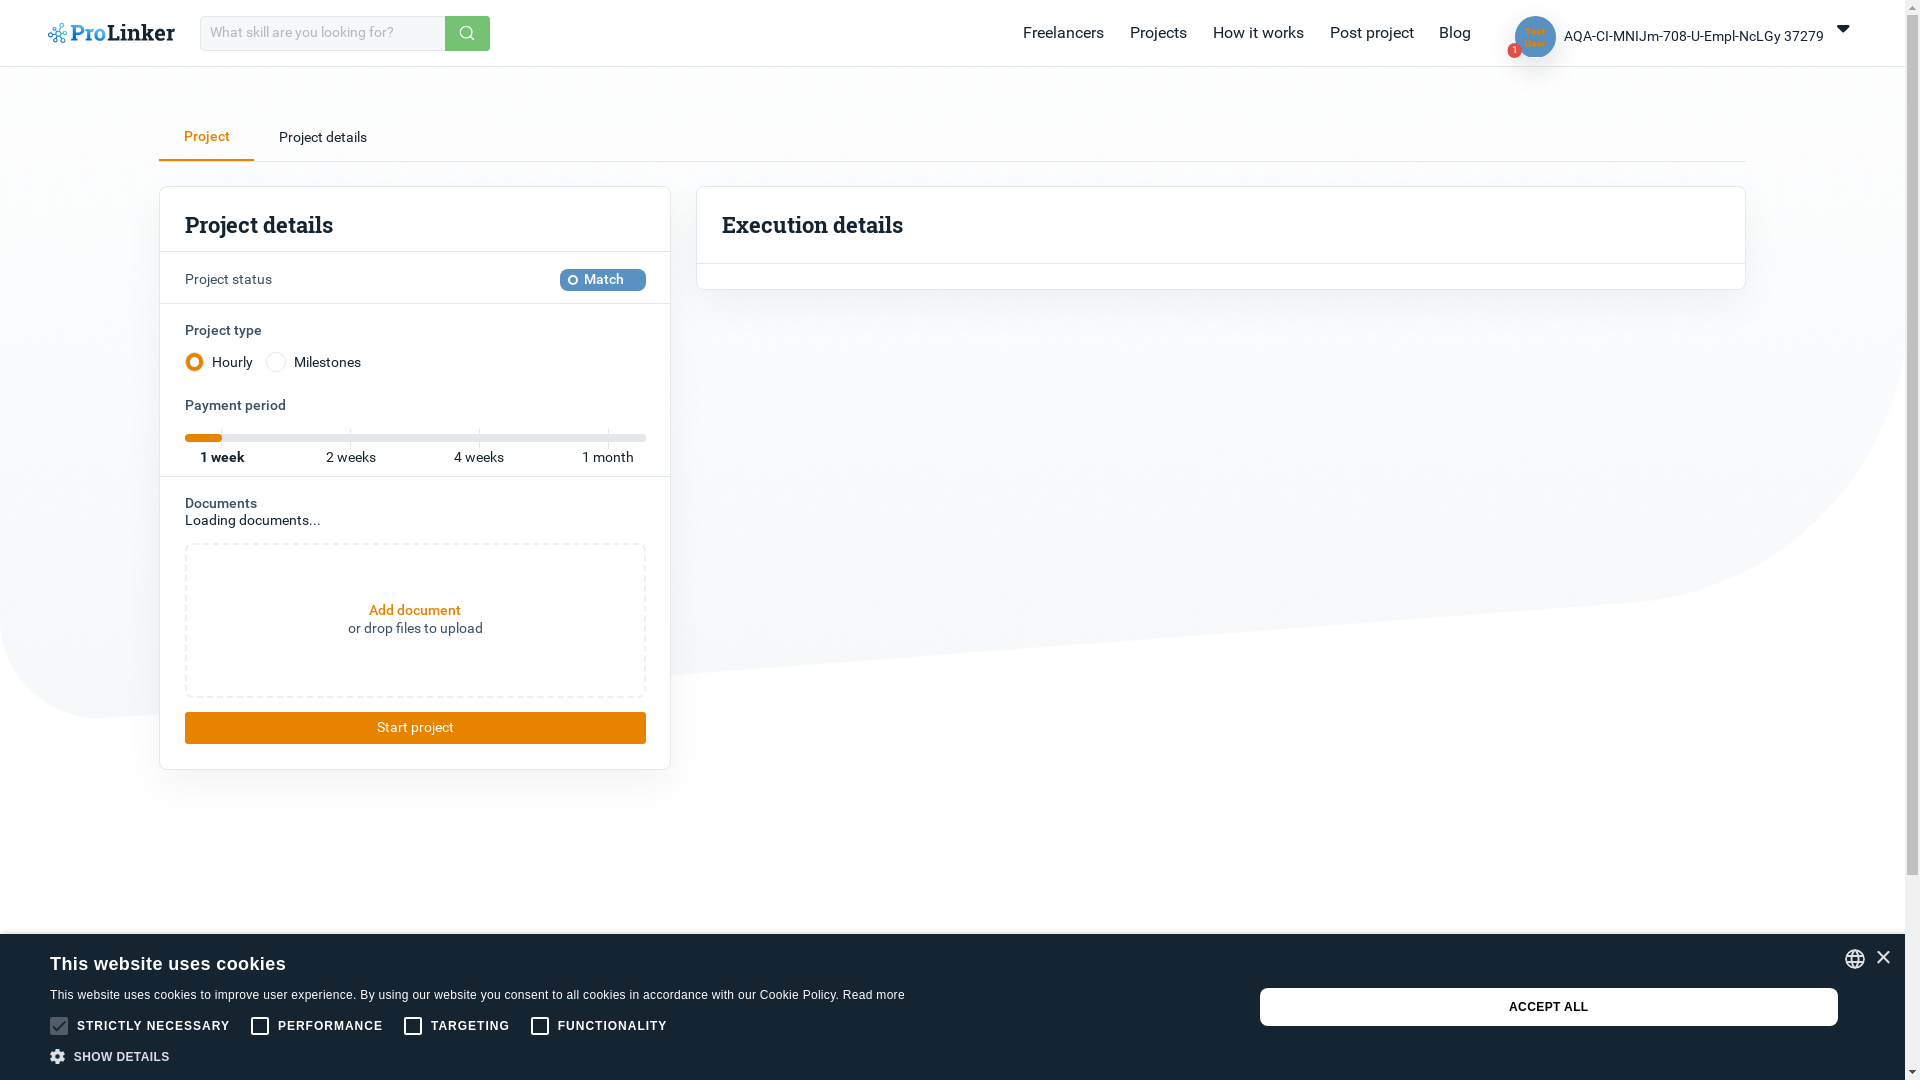 ProLinker
What skill are you looking for?
Freelancers
Projects
How it works
Post project
Blog
1
AQA-CI-MNIJm-708-U-Empl-NcLGy 37279
Project
Project details
Project details
Project status
Match
Project type
Hourly
Milestones
Payment period
1 week
2 weeks
4 weeks
1 month
Documents
Loading documents...
Add document
or drop files to upload
Start project
Execution details
This website uses cookies
This website uses cookies to improve user experience. By using our website you consent to all cookies in accordance with our Cookie Policy. Read more
STRICTLY NECESSARY
PERFORMANCE
TARGETING
FUNCTIONALITY
SHOW DETAILS
ACCEPT ALL